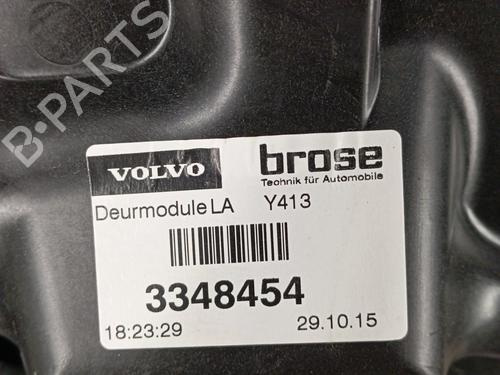 B-PARTS
VOLVO brose
Technik für Automobile
Deurmodule LA Y413
3348454
18:23:29 29.10.15